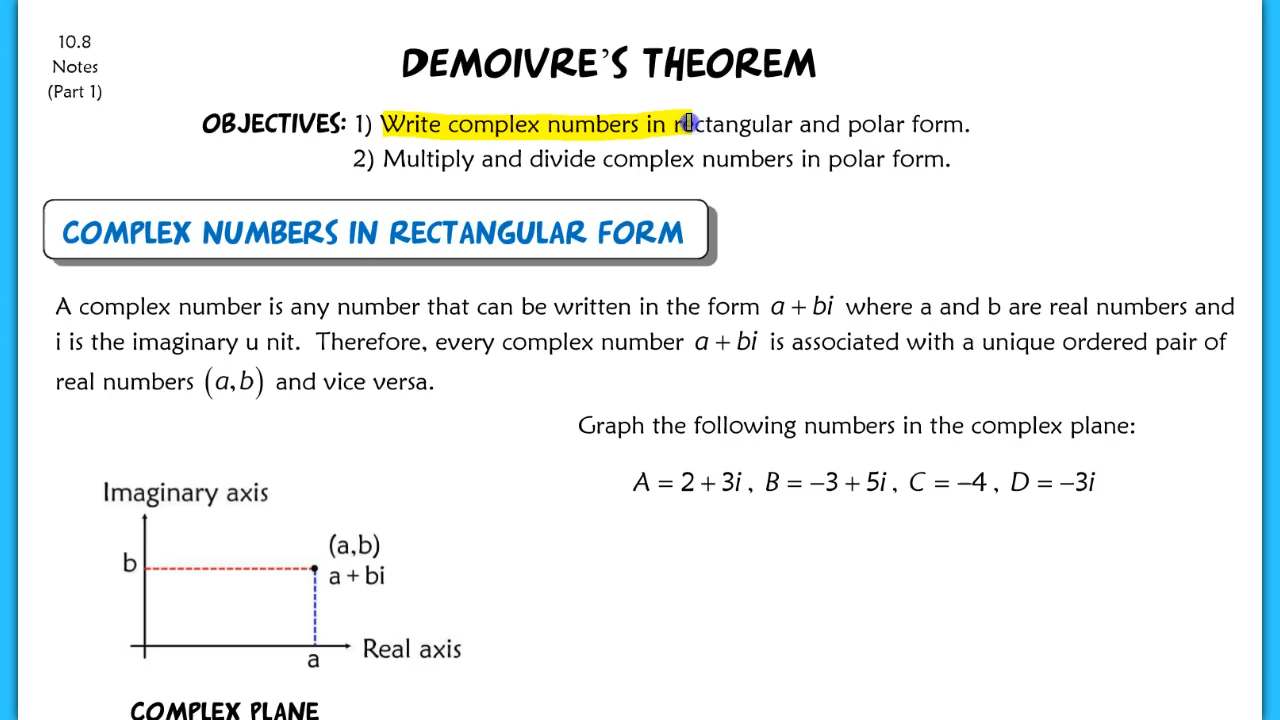 10.8
Notes
(Part 1)
DEMOIVRE'S THEOREM
OBJECTIVES: 1) Write complex numbers in rectangular and polar form.
2) Multiply and divide complex numbers in polar form.
COMPLEX NUMBERS IN RECTANGULAR FORM
A complex number is any number that can be written in the form a + bi where a and b are real numbers and
i is the imaginary u nit. Therefore, every complex number a + bi is associated with a unique ordered pair of
real numbers (a,b) and vice versa.
Graph the following numbers in the complex plane:
A = 2 + 3i , B = −3 + 5i , C = −4 , D = −3i
Imaginary axis
(a,b)
b
a + bi
Real axis
a
COMPLEX PLANE